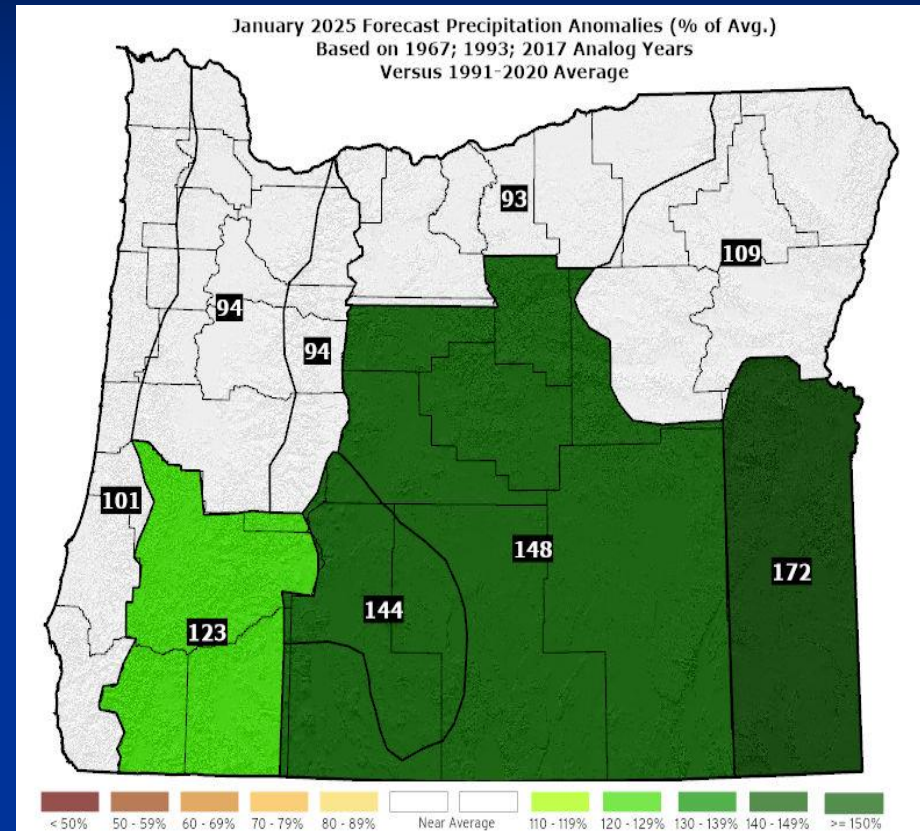 January 2025 Forecast Precipitation Anomalies (% of Avg.)
Based on 1967; 1993; 2017 Analog Years
Versus 1991-2020 Average
93
109
94
94
101
148
172
144
123
< 50% 50 - 59% 60 - 69% 70 - 79% 80 - 89% Near Average 110 - 119% 120 - 129% 130 - 139% 140 - 149% >= 150%